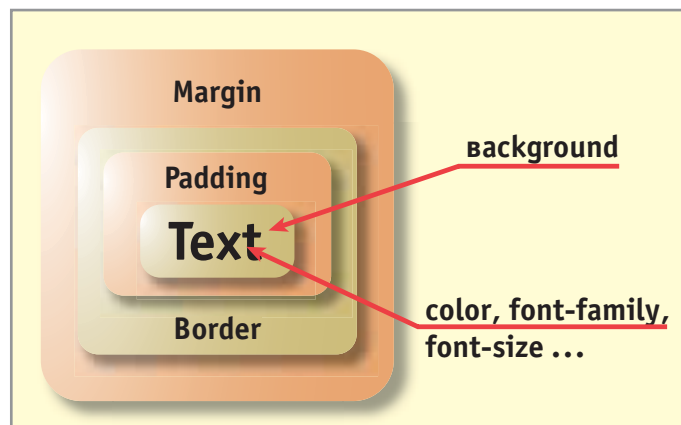 Margin
Background
Padding
Text
color, font-family,
font-size ...
Border